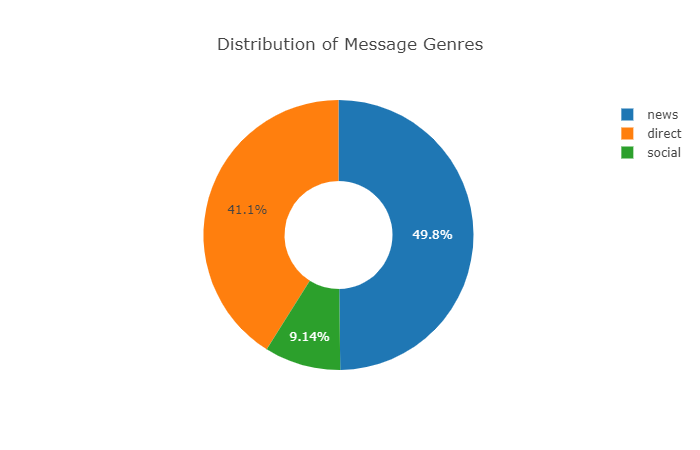 Distribution of Message Genres
news
direct
social
41.1%
49.8%
9.14%